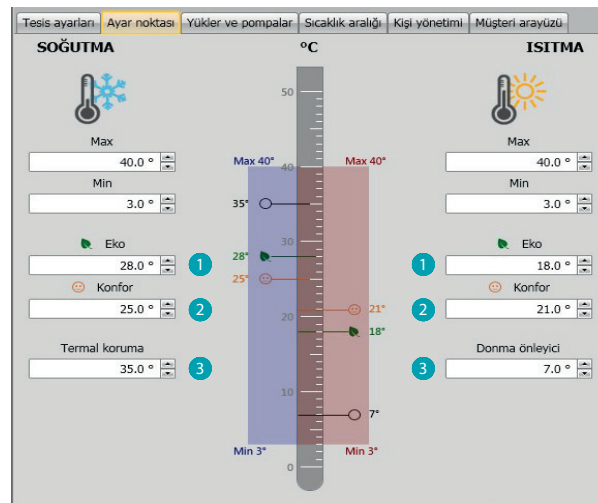 Tesis ayarları Ayar noktası Yükler ve pompalar Sıcaklık aralığı Kişi yönetimi Müşteri arayüzü
SOĞUTMA
°C
ISITMA
Max
40.0 °
Min
3.0 °
Eko
28.0 °
1
Konfor
25.0 °
2
Termal koruma
35.0 °
3
50
40
30
20
10
0
Max 40°
Max 40°
35°
28°
25°
21°
18°
7°
Min 3°
Min 3°
Max
40.0 °
Min
3.0 °
Eko
1
18.0 °
Konfor
2
21.0 °
Donma önleyici
3
7.0 °